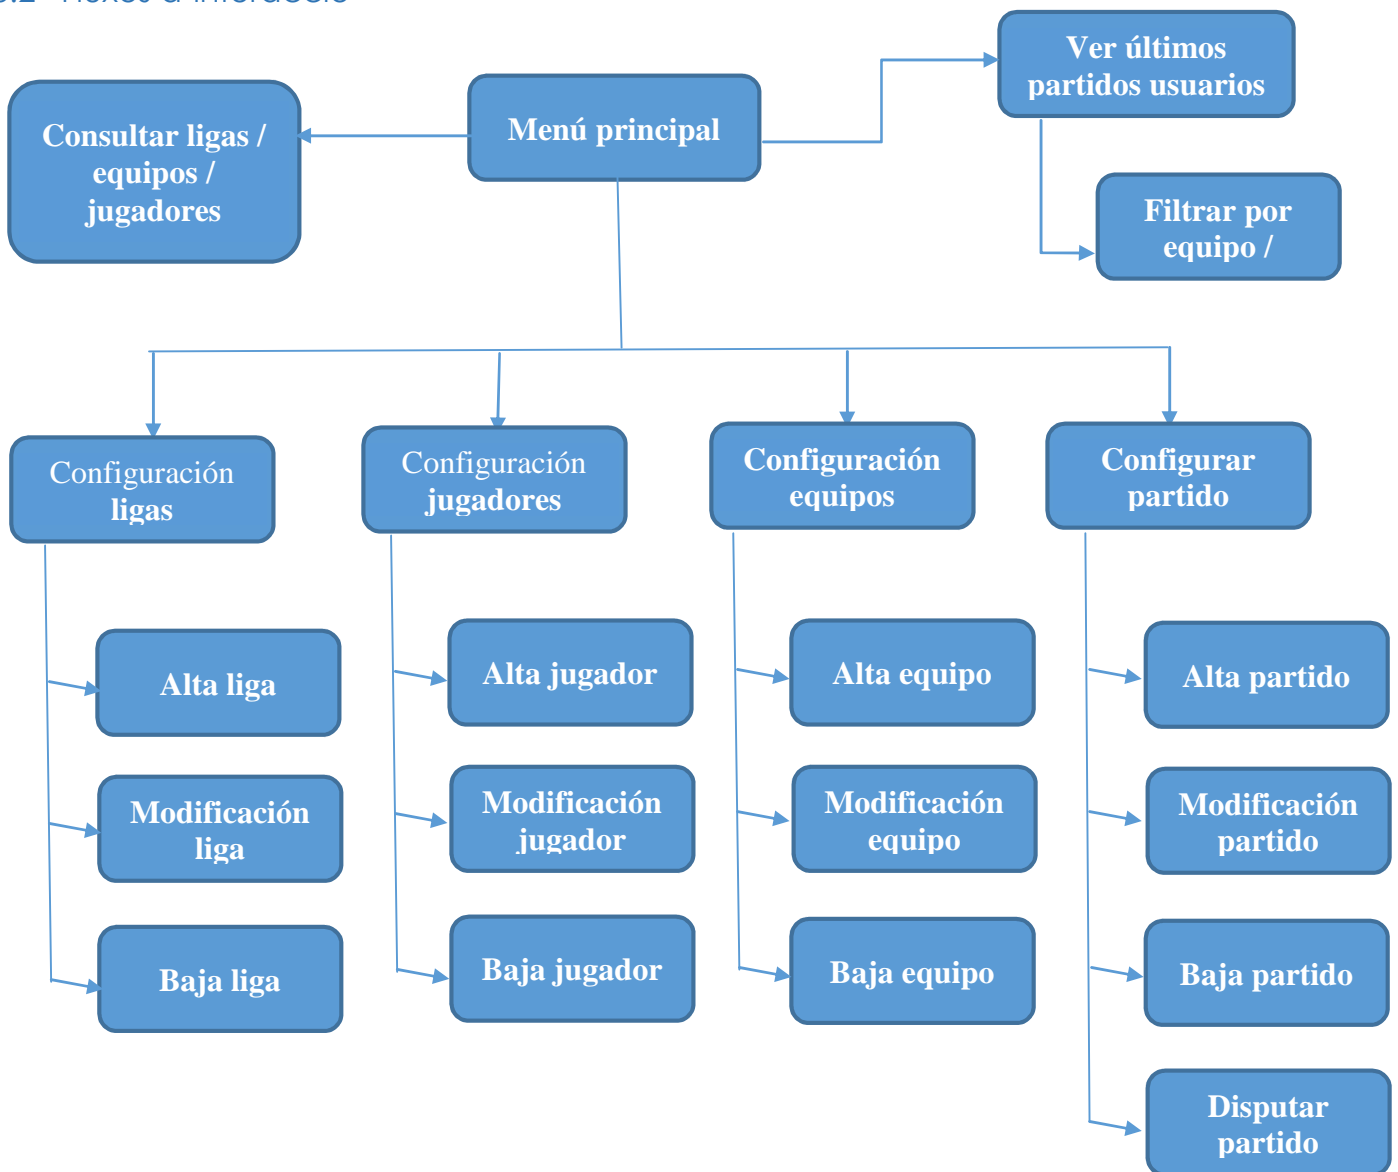 Ver últimos
partidos usuarios
Menú principal
Consultar ligas /
equipos /
jugadores
Filtrar por
equipo /
Configuración
ligas
Configuración
jugadores
Configuración
equipos
Configurar
partido
Alta liga
Alta jugador
Alta equipo
Alta partido
Modificación
liga
Modificación
jugador
Modificación
equipo
Modificación
partido
Baja liga
Baja jugador
Baja equipo
Baja partido
Disputar
partido